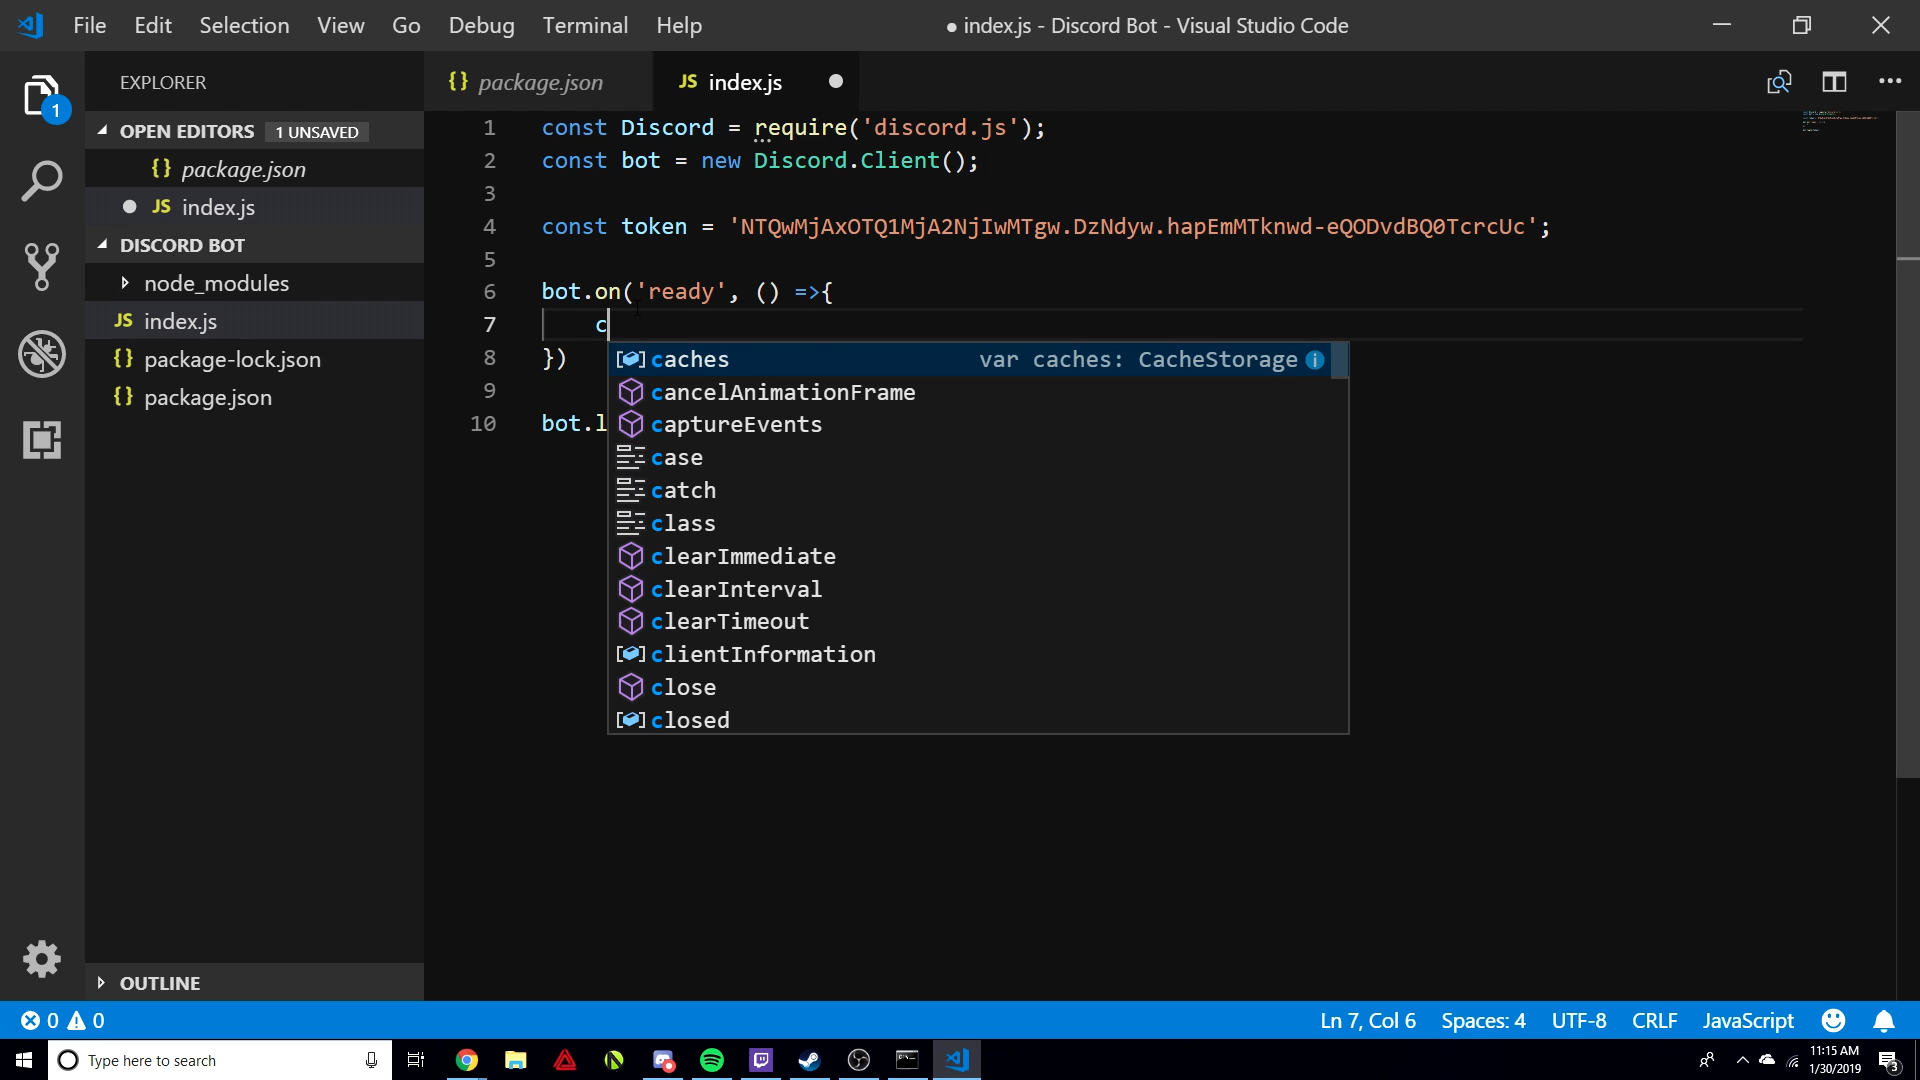 File Edit Selection View Go Debug Terminal Help
● index.js - Discord Bot - Visual Studio Code
EXPLORER
{} package.json
JS index.js
OPEN EDITORS 1 UNSAVED
{} package.json
JS index.js
DISCORD BOT
node_modules
JS index.js
{} package-lock.json
{} package.json
OUTLINE
1
1 const Discord = require('discord.js');
2 const bot = new Discord.Client();
3
4 const token = 'NTQwMjAxOTQ1MjA2NjIwMTgw.DzNdyw.hapEmMTknwd-eQODvdBQ0TcrcUc';
5
6 bot.on('ready', () =>{
7 c
8 })
9
10 bot.l
caches var caches: CacheStorage
cancelAnimationFrame
captureEvents
case
catch
class
clearImmediate
clearInterval
clearTimeout
clientInformation
close
closed
0 0
Ln 7, Col 6 Spaces: 4 UTF-8 CRLF JavaScript
Type here to search
11:15 AM
1/30/2019
3